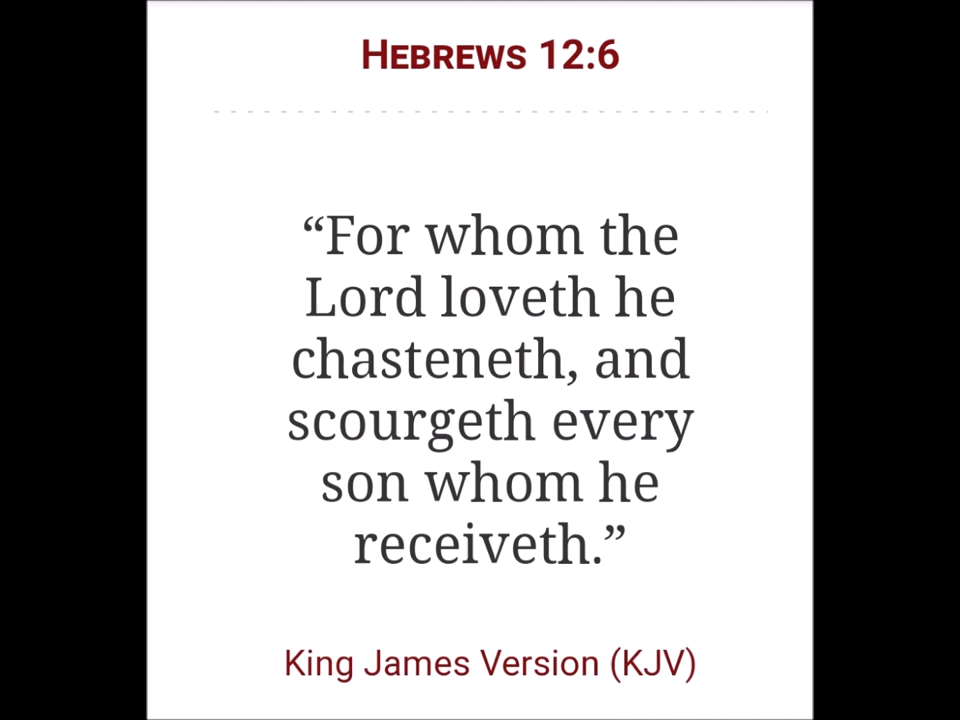 HEBREWS 12:6
“For whom the
Lord loveth he
chasteneth, and
scourgeth every
son whom he
receiveth.”
King James Version (KJV)